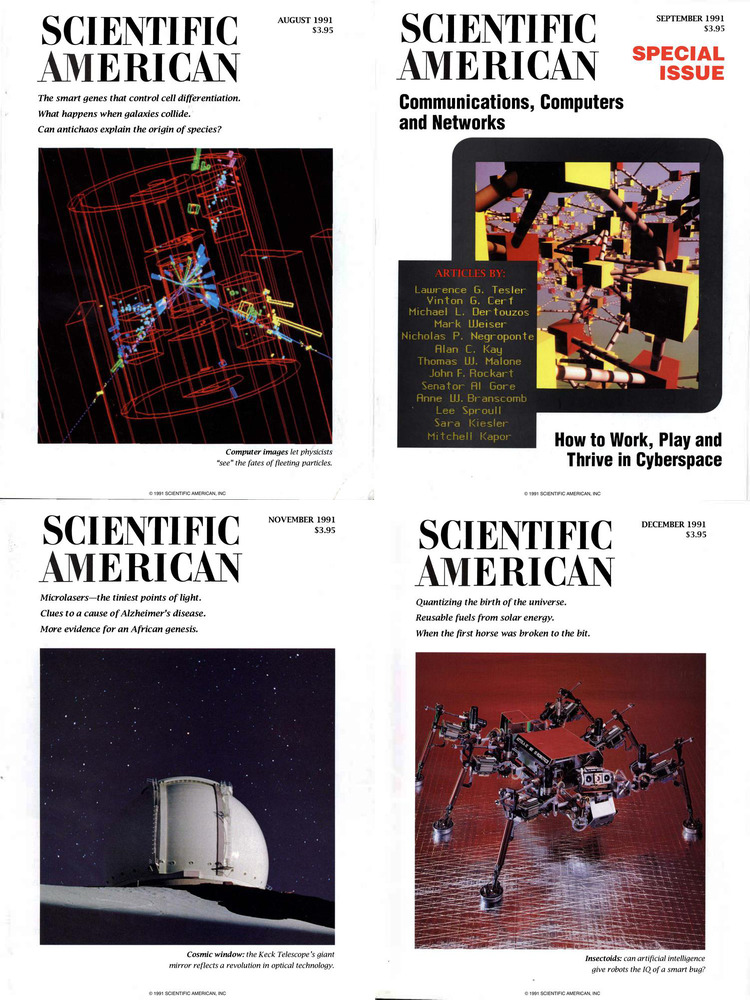 SCIENTIFIC
AMERICAN
AUGUST 1991
$3.95
The smart genes that control cell differentiation.
What happens when galaxies collide.
Can antichaos explain the origin of species?
Computer images let physicists
"see" the fates of fleeting particles.
© 1991 SCIENTIFIC AMERICAN, INC
SCIENTIFIC
AMERICAN
SEPTEMBER 1991
$3.95
SPECIAL
ISSUE
Communications, Computers
and Networks
ARTICLES BY:
Lawrence G. Tesler
Vinton G. Cerf
Michael L. Dertouzos
Mark Weiser
Nicholas P. Negroponte
Alan C. Kay
Thomas W. Malone
John F. Rockart
Senator Al Gore
Anne W. Branscomb
Lee Sproull
Sara Kiesler
Mitchell Kapor
How to Work, Play and
Thrive in Cyberspace
© 1991 SCIENTIFIC AMERICAN, INC
SCIENTIFIC
AMERICAN
NOVEMBER 1991
$3.95
Microlasers—the tiniest points of light.
Clues to a cause of Alzheimer's disease.
More evidence for an African genesis.
Cosmic window: the Keck Telescope's giant
mirror reflects a revolution in optical technology.
© 1991 SCIENTIFIC AMERICAN, INC
SCIENTIFIC
AMERICAN
DECEMBER 1991
$3.95
Quantizing the birth of the universe.
Reusable fuels from solar energy.
When the first horse was broken to the bit.
Insectoids: can artificial intelligence
give robots the IQ of a smart bug?
© 1991 SCIENTIFIC AMERICAN, INC